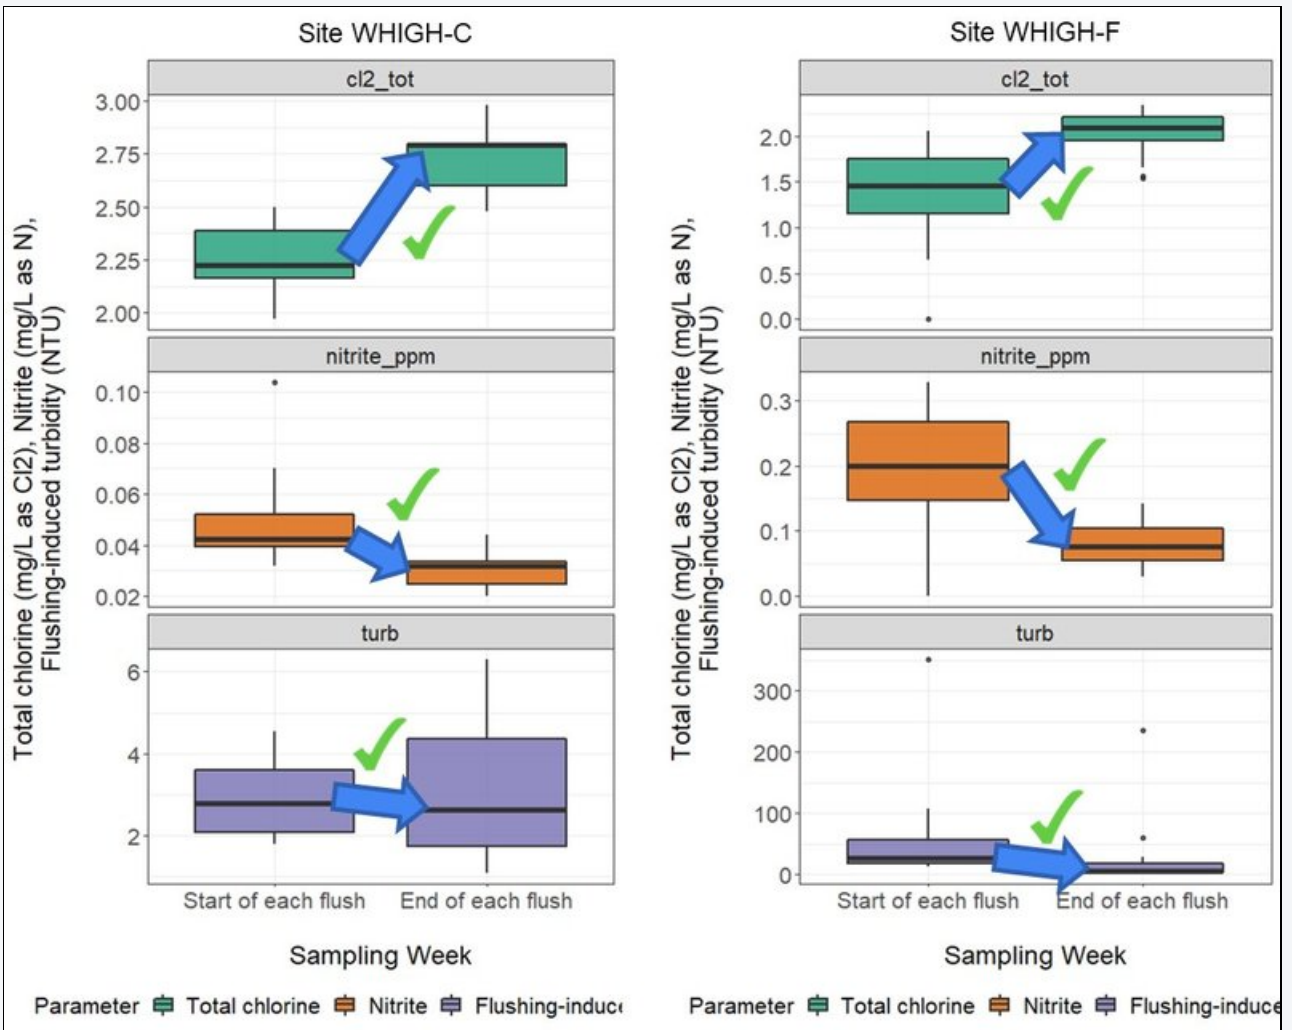 Site WHIGH-C
Total chlorine (mg/L as Cl2), Nitrite (mg/L as N),
Flushing-induced turbidity (NTU)
cl2_tot
3.00
2.75
2.50
2.25
2.00
nitrite_ppm
0.10
0.08
0.06
0.04
0.02
turb
6
4
2
Start of each flush End of each flush
Sampling Week
Parameter Total chlorine Nitrite Flushing-induce
Site WHIGH-F
Total chlorine (mg/L as Cl2), Nitrite (mg/L as N),
Flushing-induced turbidity (NTU)
cl2_tot
2.0
1.5
1.0
0.5
0.0
nitrite_ppm
0.3
0.2
0.1
0.0
turb
300
200
100
0
Start of each flush End of each flush
Sampling Week
Parameter Total chlorine Nitrite Flushing-induce